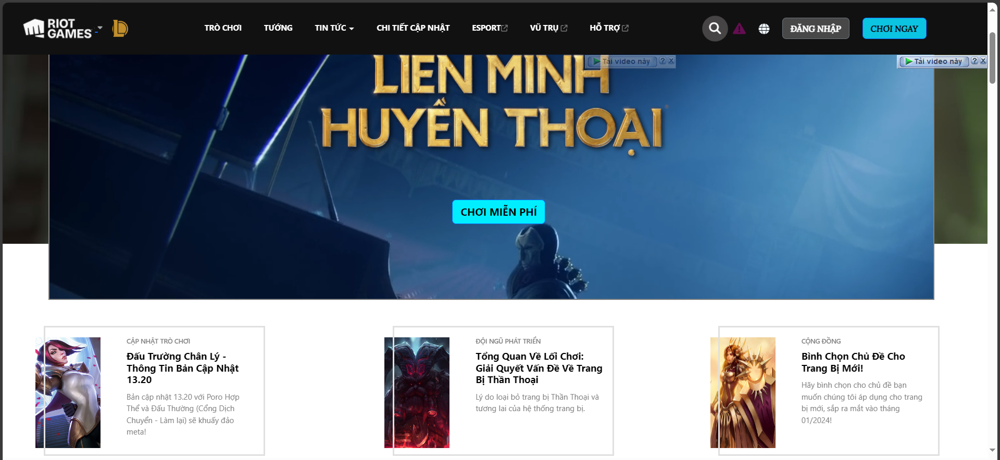 RIOT
GAMES
TRÒ CHƠI
TƯỚNG
TIN TỨC
CHI TIẾT CẬP NHẬT
ESPORT
VŨ TRỤ
HỖ TRỢ
ĐĂNG NHẬP
CHƠI NGAY
Tải video này
?
X
Tải video này
?
X
LIÊN MINH
HUYỀN THOẠI
CHƠI MIỄN PHÍ
CẬP NHẬT TRÒ CHƠI
Đấu Trường Chân Lý -
Thông Tin Bản Cập Nhật
13.20
Bản cập nhật 13.20 với Poro Hợp
Thể và Đấu Thường (Cổng Dịch
Chuyển - Làm lại) sẽ khuấy đảo
meta!
ĐỘI NGŨ PHÁT TRIỂN
Tổng Quan Về Lối Chơi:
Giải Quyết Vấn Đề Về Trang
Bị Thần Thoại
Lý do loại bỏ trang bị Thần Thoại và
tương lai của hệ thống trang bị.
CỘNG ĐỒNG
Bình Chọn Chủ Đề Cho
Trang Bị Mới!
Hãy bình chọn cho chủ đề bạn
muốn chúng tôi áp dụng cho trang
bị mới, sắp ra mắt vào tháng
01/2024!